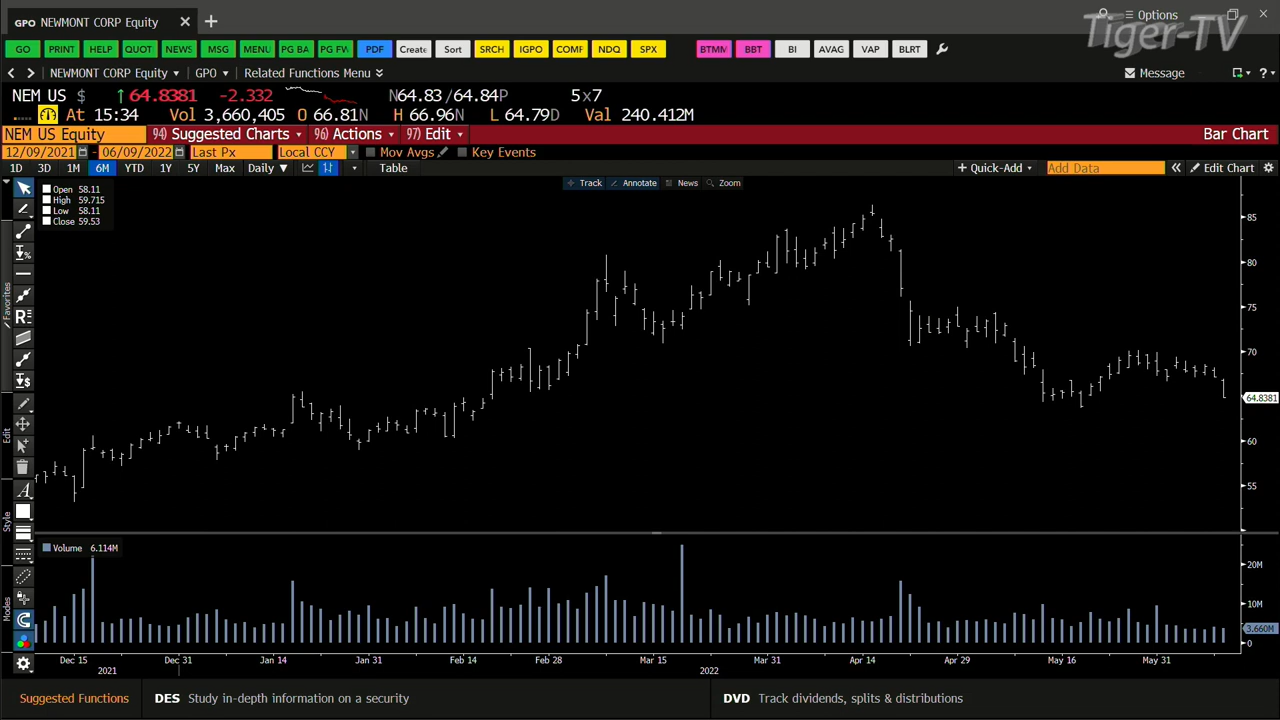 GPO NEWMONT CORP Equity
Options
Tiger-TV
GO PRINT HELP QUOT NEWS MSG MENU PG BA PG FW PDF Create Sort SRCH IGPO COMF NDQ SPX BTMM BBT BI AVAG VAP BLRT
NEWMONT CORP Equity GPO Related Functions Menu Message ?
NEM US $ ↑64.8381 -2.332 N64.83/64.84P 5x7
At 15:34 Vol 3,660,405 O 66.81N H 66.96N L 64.79D Val 240.412M
NEM US Equity 94) Suggested Charts 96) Actions 97) Edit Bar Chart
12/09/2021 - 06/09/2022 Last Px Local CCY Mov Avgs Key Events
1D 3D 1M 6M YTD 1Y 5Y Max Daily Table + Quick-Add Add Data « Edit Chart
Track Annotate News Zoom
Open 58.11
High 59.715
Low 58.11
Close 59.53
85
80
75
70
64.8381
60
55
Favorites
Edit
Style
Modes
Volume 6.114M
20M
10M
3.660M
0
Dec 15 Dec 31 Jan 14 Jan 31 Feb 14 Feb 28 Mar 15 Mar 31 Apr 14 Apr 29 May 16 May 31
2021 2022
Suggested Functions DES Study in-depth information on a security DVD Track dividends, splits & distributions